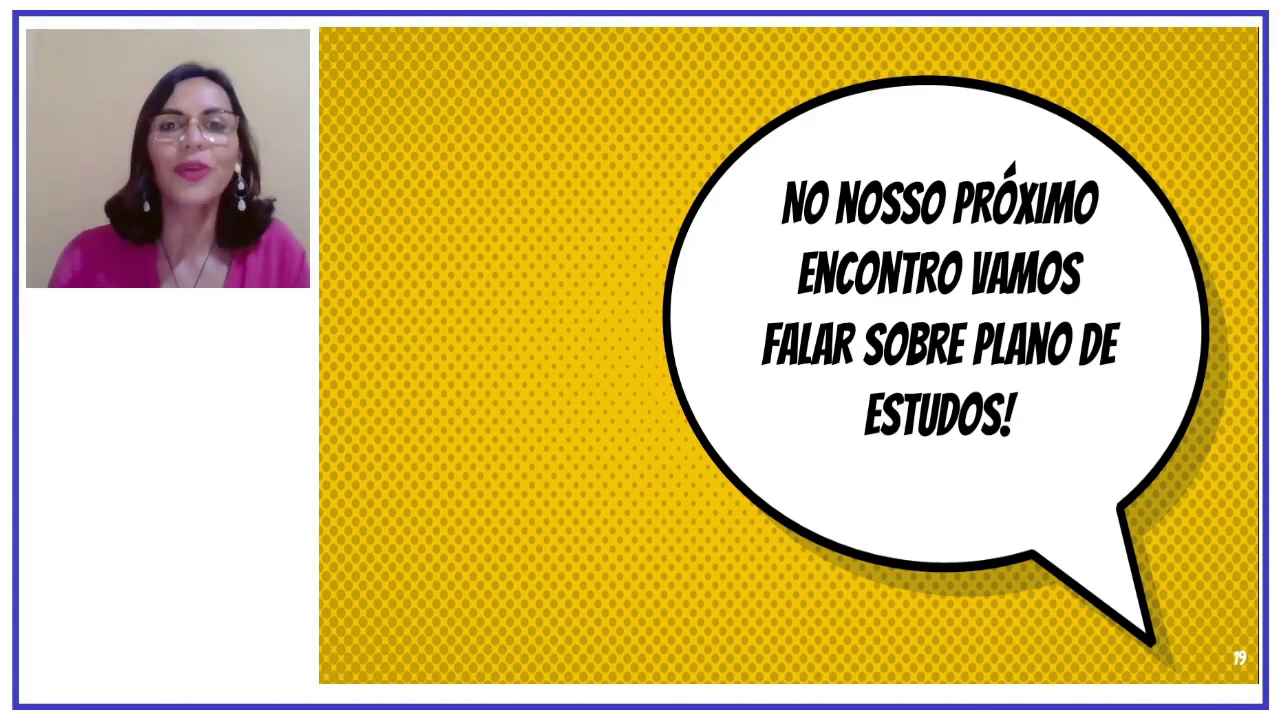 NO NOSSO PRÓXIMO
ENCONTRO VAMOS
FALAR SOBRE PLANO DE
ESTUDOS!
19